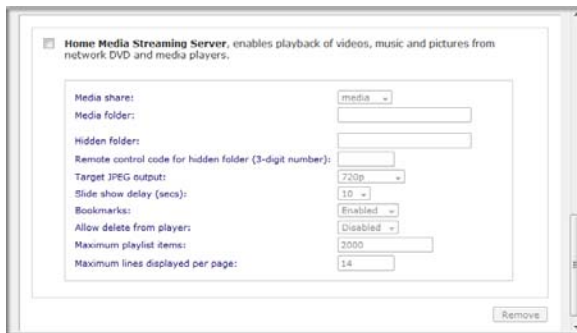 Home Media Streaming Server, enables playback of videos, music and pictures from
network DVD and media players.
Media share: media
Media folder:
Hidden folder:
Remote control code for hidden folder (3-digit number):
Target JPEG output: 720p
Slide show delay (secs): 10
Bookmarks: Enabled
Allow delete from player: Disabled
Maximum playlist items: 2000
Maximum lines displayed per page: 14
Remove